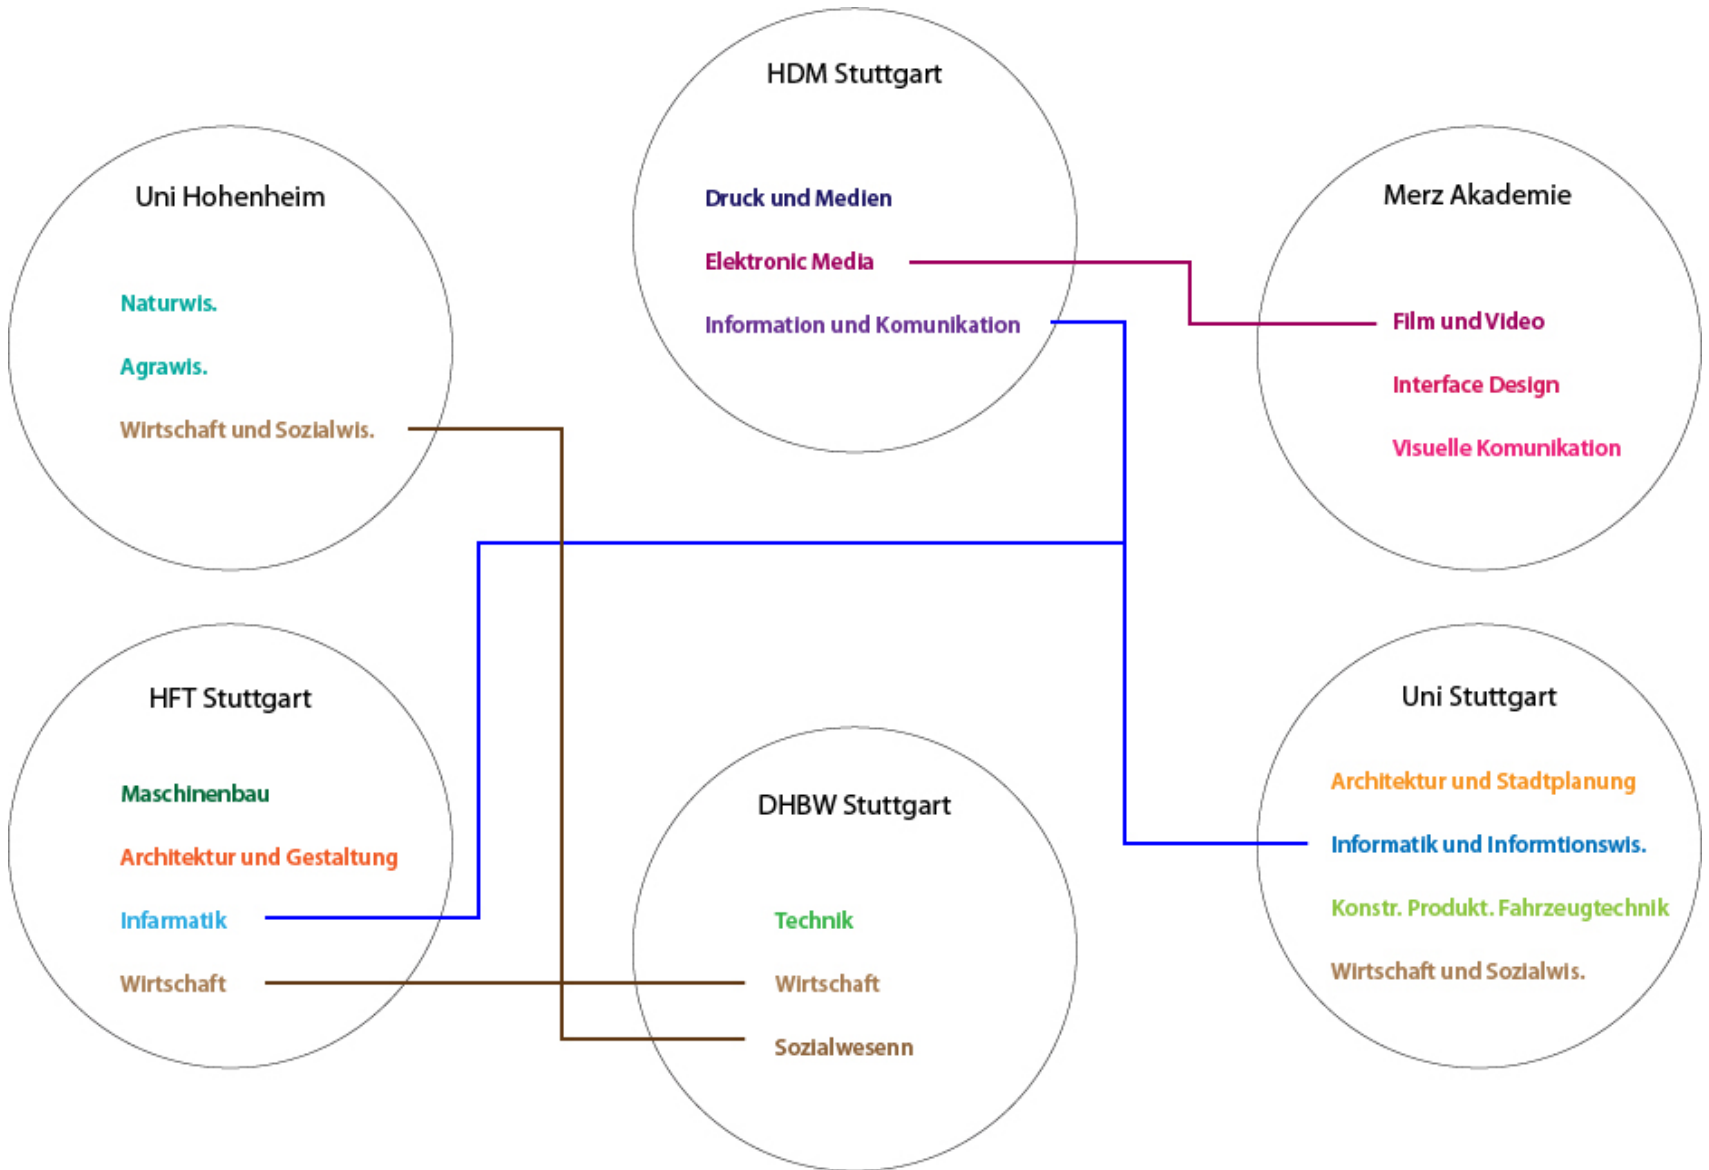 HDM Stuttgart
Druck und Medien
Elektronic Media
Information und Komunikation
Uni Hohenheim
Naturwis.
Agrawis.
Wirtschaft und Sozialwis.
Merz Akademie
Film und Video
Interface Design
Visuelle Komunikation
HFT Stuttgart
Maschinenbau
Architektur und Gestaltung
Infarmatik
Wirtschaft
DHBW Stuttgart
Technik
Wirtschaft
Sozialwesenn
Uni Stuttgart
Architektur und Stadtplanung
Informatik und Informtionswis.
Konstr. Produkt. Fahrzeugtechnik
Wirtschaft und Sozialwis.